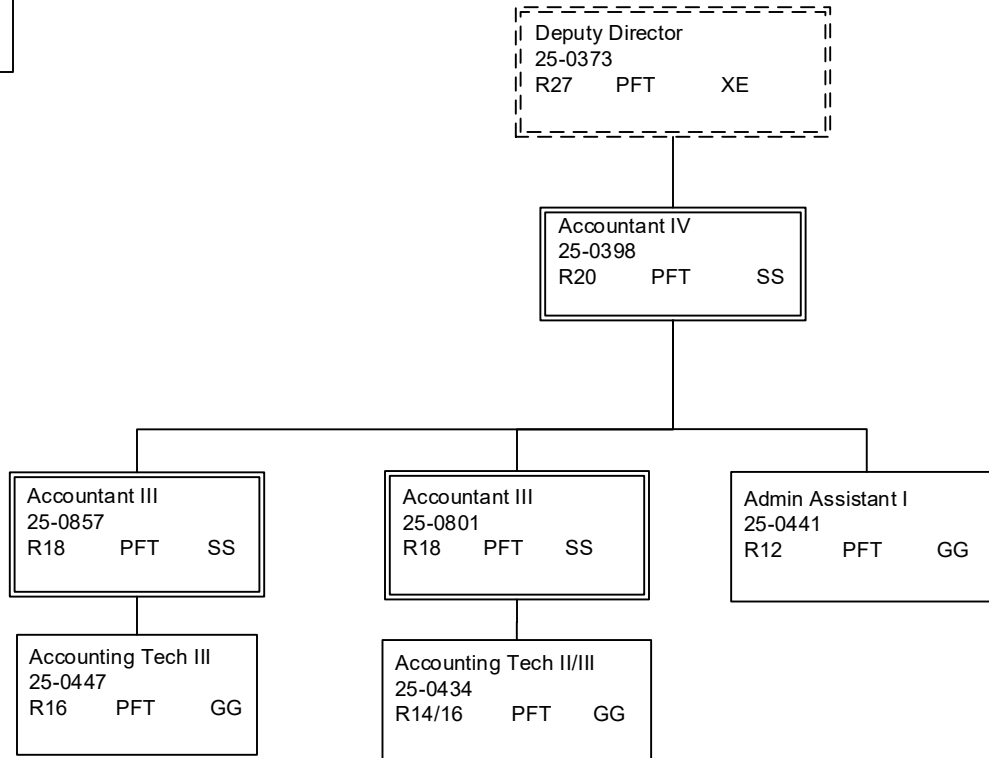 Deputy Director
25-0373
R27 PFT XE
Accountant IV
25-0398
R20 PFT SS
Accountant III
25-0857
R18 PFT SS
Accountant III
25-0801
R18 PFT SS
Admin Assistant I
25-0441
R12 PFT GG
Accounting Tech III
25-0447
R16 PFT GG
Accounting Tech II/III
25-0434
R14/16 PFT GG